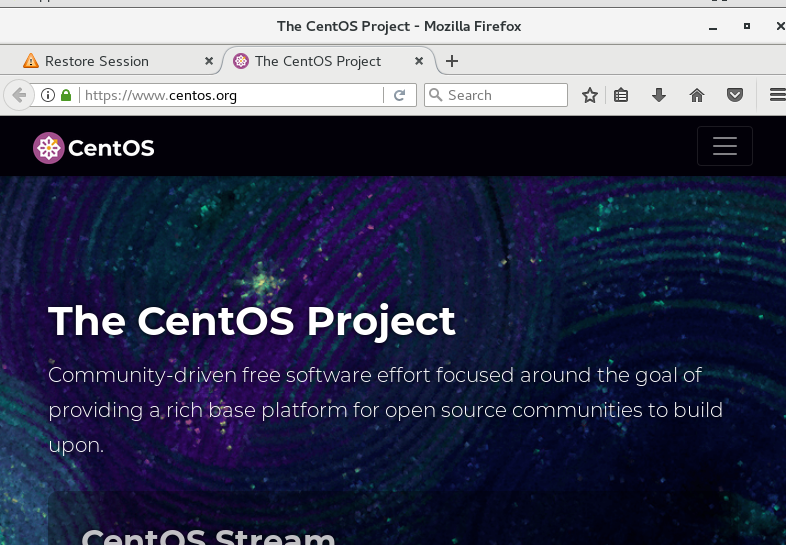 The CentOS Project - Mozilla Firefox
Restore Session
The CentOS Project
https://www.centos.org
Search
CentOS
The CentOS Project
Community-driven free software effort focused around the goal of
providing a rich base platform for open source communities to build
upon.
CentOS Stream